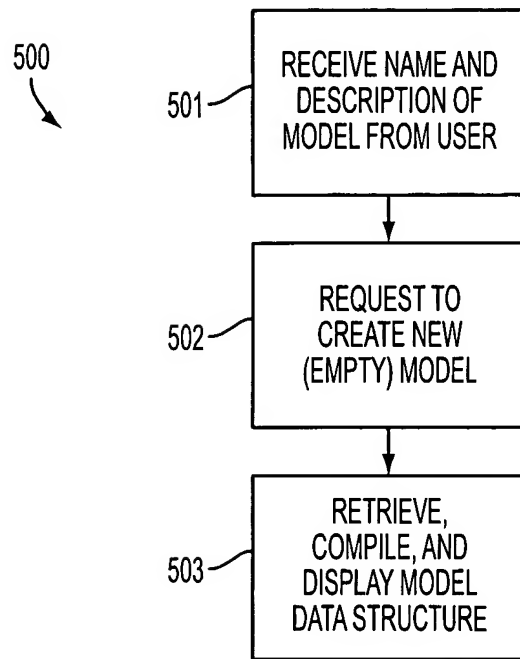 500
501
RECEIVE NAME AND
DESCRIPTION OF
MODEL FROM USER
502
REQUEST TO
CREATE NEW
(EMPTY) MODEL
503
RETRIEVE,
COMPILE, AND
DISPLAY MODEL
DATA STRUCTURE